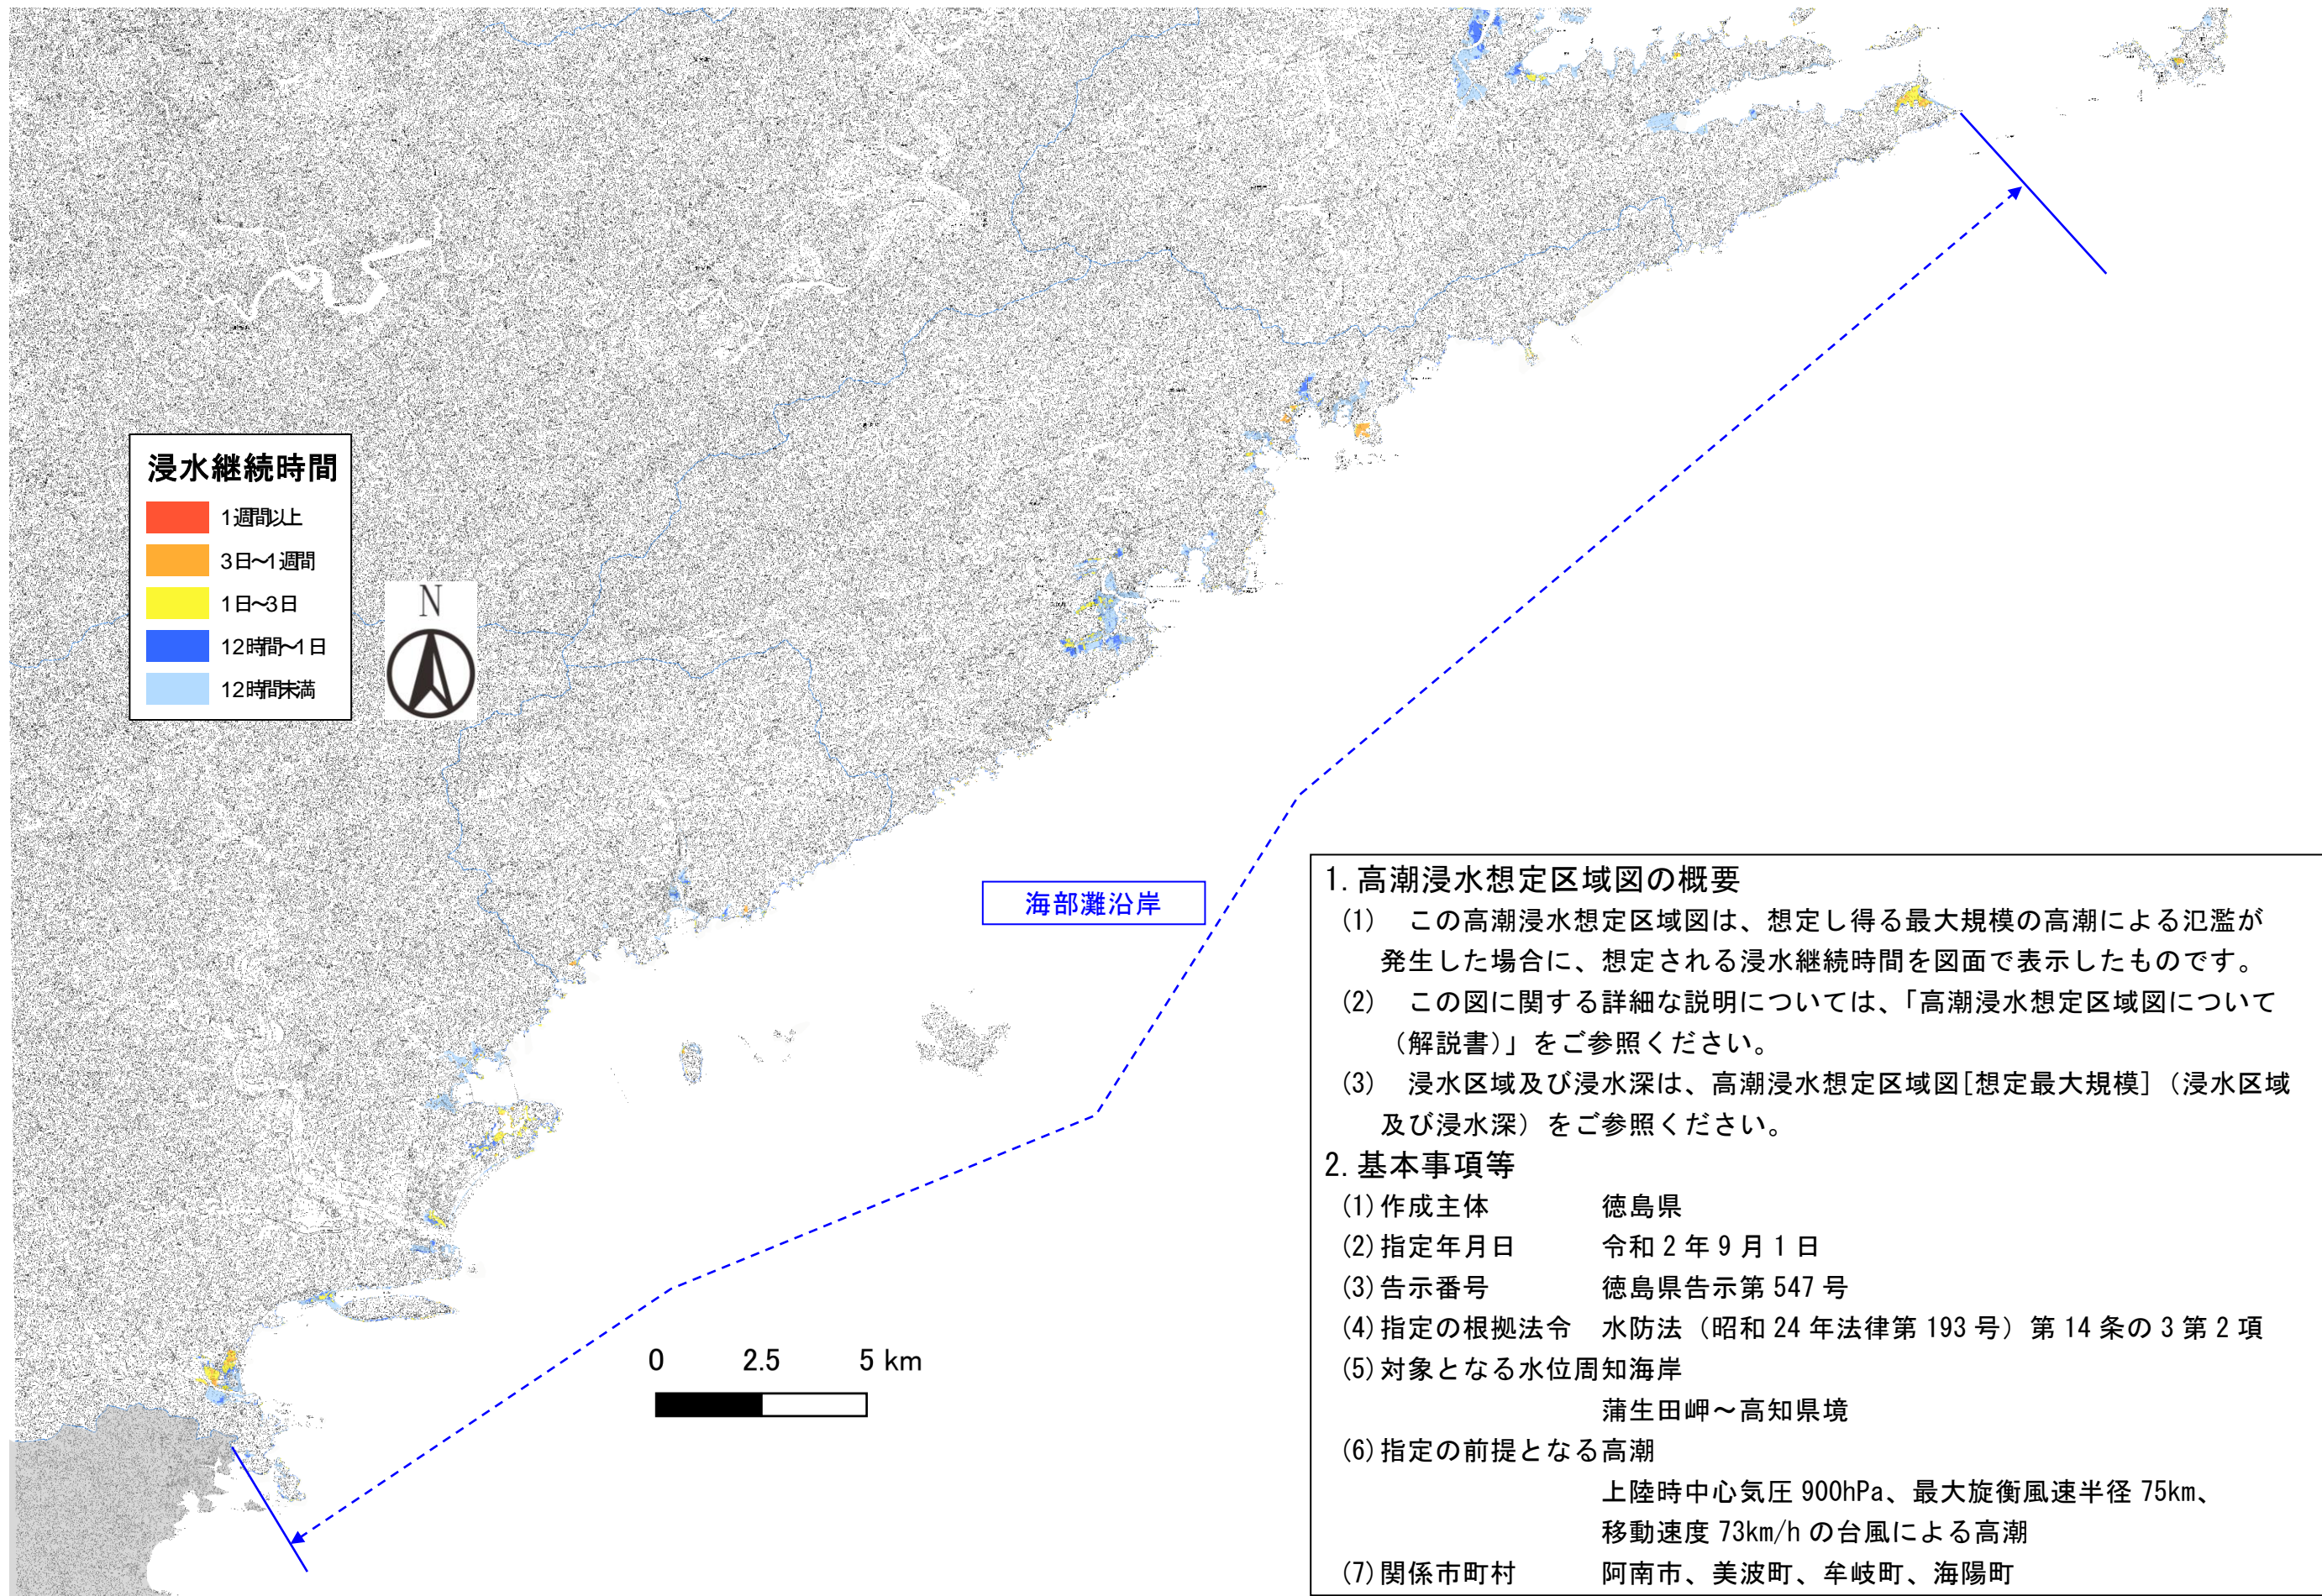 浸水継続時間
1週間以上
3日～1週間
1日～3日
12時間～1日
12時間未満
N
海部灘沿岸
0 2.5 5 km
1.高潮浸水想定区域図の概要
(1) この高潮浸水想定区域図は、想定し得る最大規模の高潮による氾濫が
発生した場合に、想定される浸水継続時間を図面で表示したものです。
(2) この図に関する詳細な説明については、「高潮浸水想定区域図について
（解説書）」をご参照ください。
(3) 浸水区域及び浸水深は、高潮浸水想定区域図[想定最大規模]（浸水区域
及び浸水深）をご参照ください。
2.基本事項等
(1)作成主体 徳島県
(2)指定年月日 令和2年9月1日
(3)告示番号 徳島県告示第547号
(4)指定の根拠法令 水防法（昭和24年法律第193号）第14条の3第2項
(5)対象となる水位周知海岸
蒲生田岬～高知県境
(6)指定の前提となる高潮
上陸時中心気圧900hPa、最大旋衡風速半径75km、
移動速度73km/hの台風による高潮
(7)関係市町村 阿南市、美波町、牟岐町、海陽町